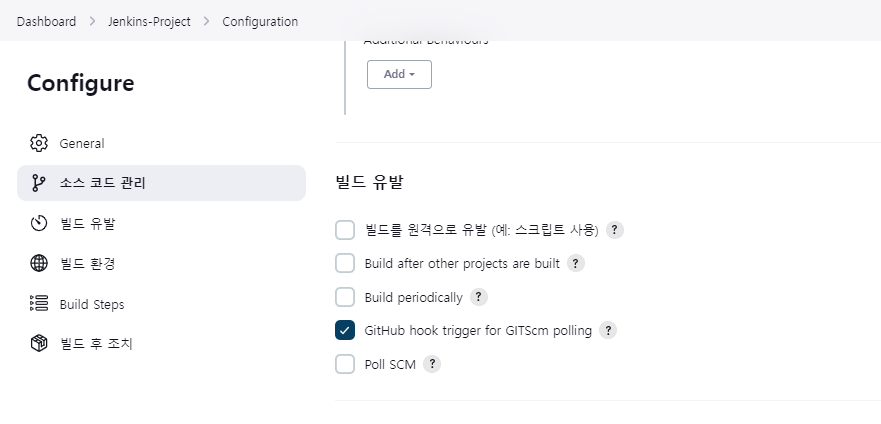 Dashboard > Jenkins-Project > Configuration
Configure
General
소스 코드 관리
빌드 유발
빌드 환경
Build Steps
빌드 후 조치
Additional Behaviours
Add
빌드 유발
빌드를 원격으로 유발 (예: 스크립트 사용) ?
Build after other projects are built ?
Build periodically ?
GitHub hook trigger for GITScm polling ?
Poll SCM ?